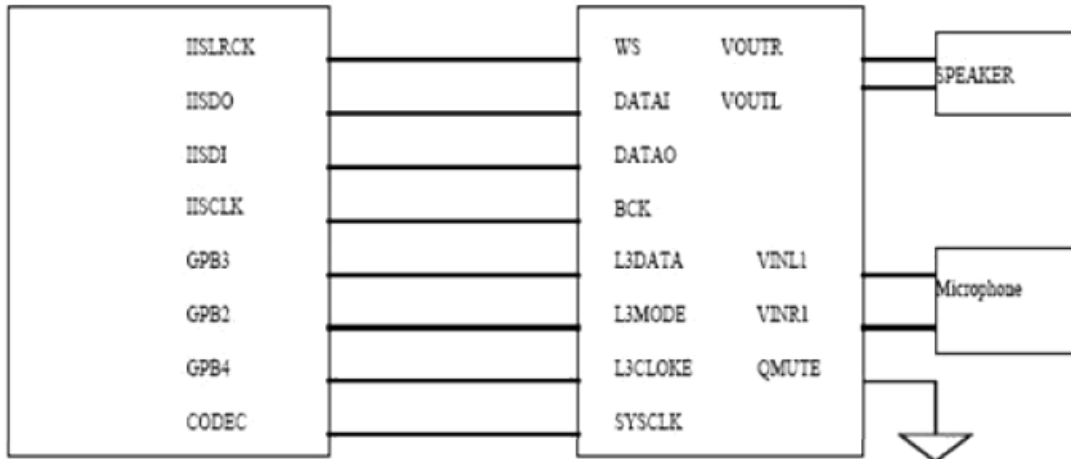 IISLRCK WS VOUTR
SPEAKER
IISDO DATAI VOUTL
IISDI DATAO
IISCLK BCK
GPB3 L3DATA VINL1
Microphone
GPB2 L3MODE VINR1
GPB4 L3CLOKE QMUTE
CODEC SYSCLK